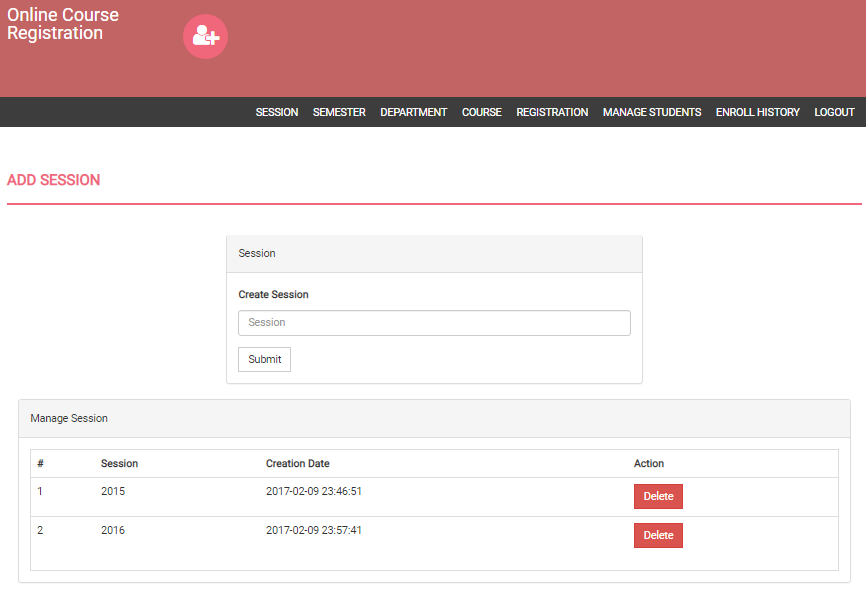 Online Course
Registration
SESSION SEMESTER DEPARTMENT COURSE REGISTRATION MANAGE STUDENTS ENROLL HISTORY LOGOUT
ADD SESSION
Session
Create Session
Session
Submit
Manage Session
# Session Creation Date Action
1 2015 2017-02-09 23:46:51 Delete
2 2016 2017-02-09 23:57:41 Delete